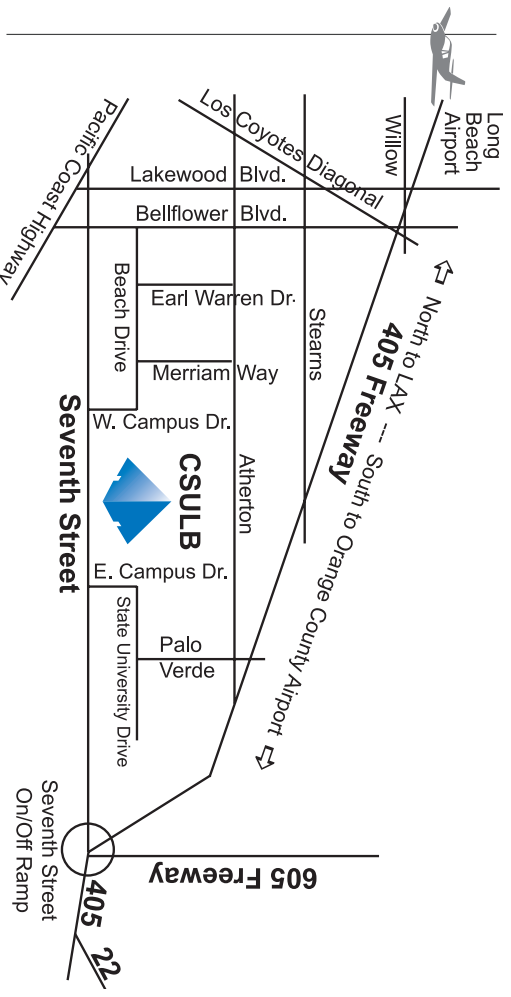 Long
Beach
Airport
Willow
Los Coyotes Diagonal
Pacific Coast Highway
Lakewood Blvd.
Bellflower Blvd.
North to LAX --- South to Orange County Airport
405 Freeway
Stearns
Earl Warren Dr.
Beach Drive
Merriam Way
W. Campus Dr.
Atherton
CSULB
Seventh Street
E. Campus Dr.
Palo
Verde
State University Drive
605 Freeway
Seventh Street
On/Off Ramp
405
22